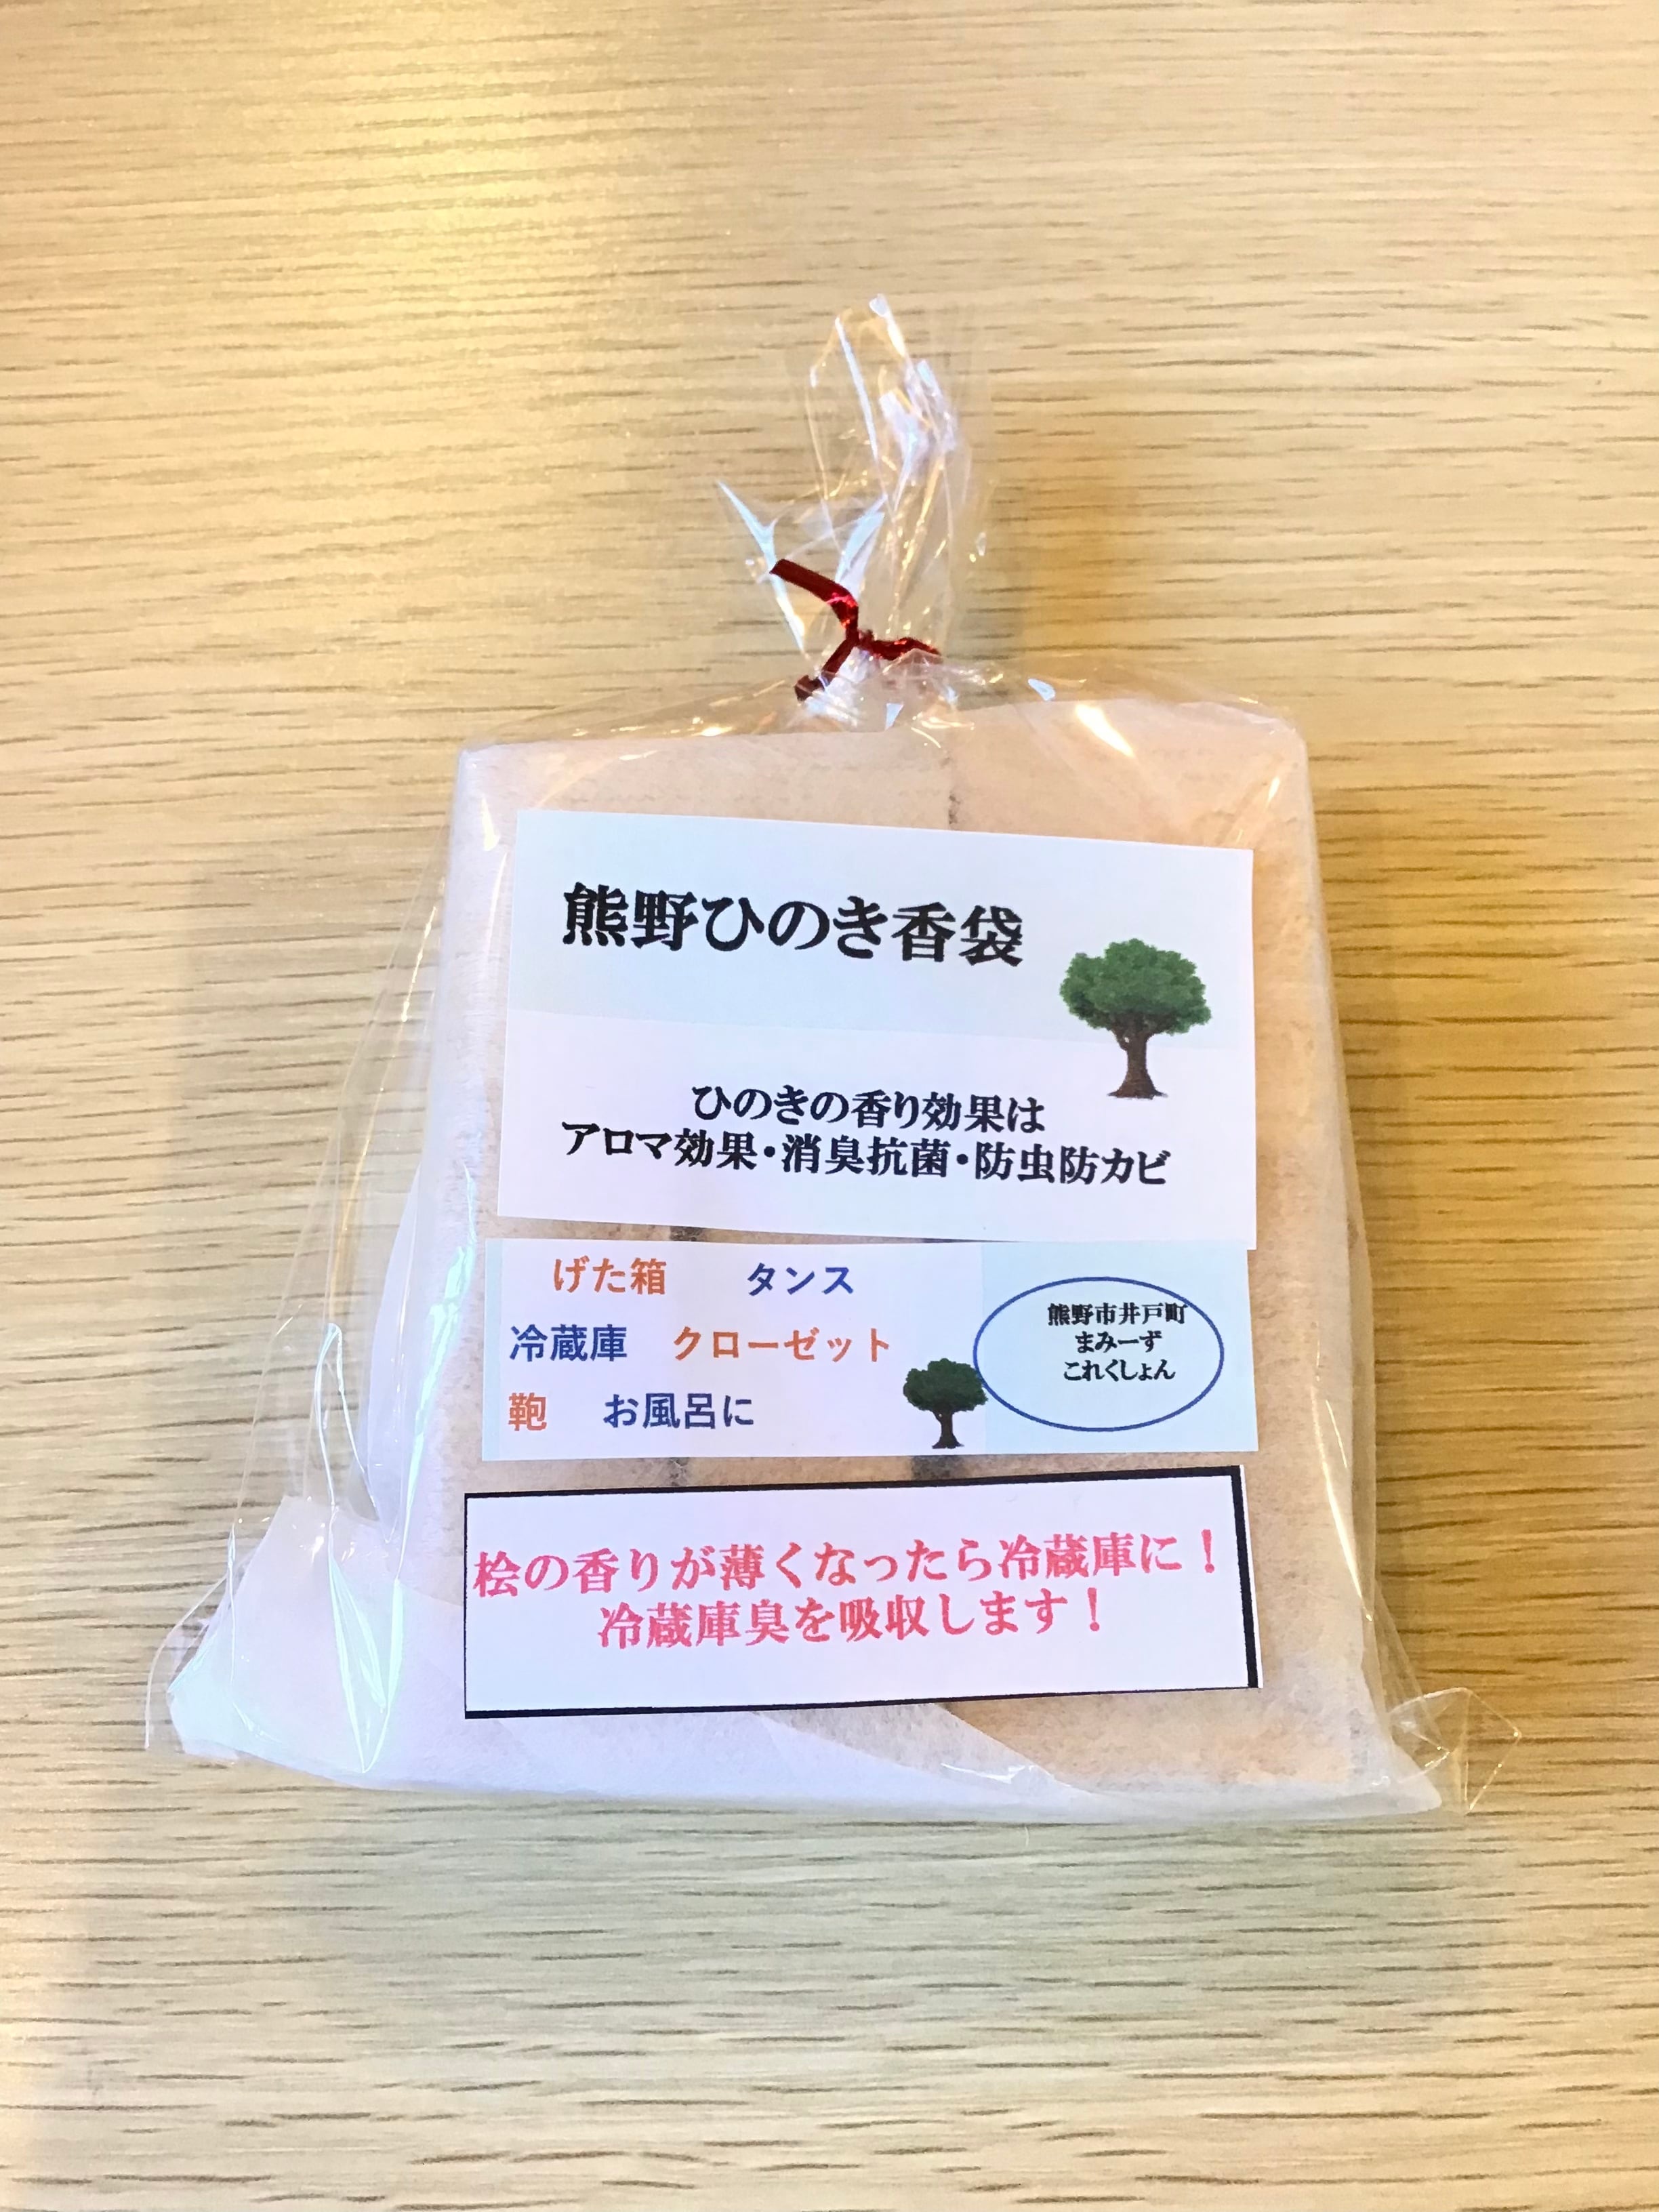 熊野ひのき香袋
ひのきの香り効果は
アロマ効果・消臭抗菌・防虫防カビ
げた箱 タンス
冷蔵庫 クローゼット
鞄 お風呂に
熊野市井戸町
まみーず
これくしょん
桧の香りが薄くなったら冷蔵庫に！
冷蔵庫臭を吸収します！